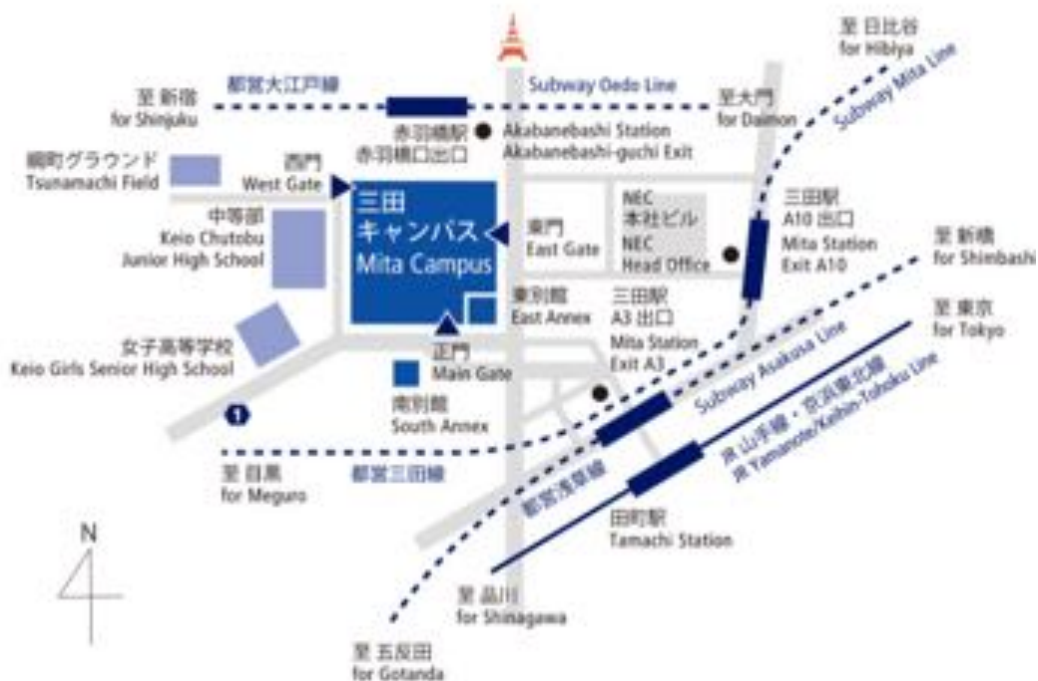 至 日比谷
for Hibiya
Subway Mita Line
都営大江戸線
Subway Oedo Line
至 新宿
for Shinjuku
至大門
for Daimon
赤羽橋駅
赤羽橋口出口
Akabanebashi Station
Akabanebashi-guchi Exit
綱町グラウンド
Tsunamachi Field
西門
West Gate
三田
キャンパス
Mita Campus
東門
East Gate
NEC
本社ビル
NEC
Head Office
三田駅
A10 出口
Mita Station
Exit A10
至 新橋
for Shimbashi
中等部
Keio Chutobu
Junior High School
東別館
East Annex
三田駅
A3 出口
Mita Station
Exit A3
至 東京
for Tokyo
女子高等学校
Keio Girls Senior High School
正門
Main Gate
南別館
South Annex
Subway Asakusa Line
JR 山手線・京浜東北線
JR Yamanote/Keihin-Tohoku Line
1
至 目黒
for Meguro
都営三田線
都営浅草線
田町駅
Tamachi Station
N
至 品川
for Shinagawa
至 五反田
for Gotanda